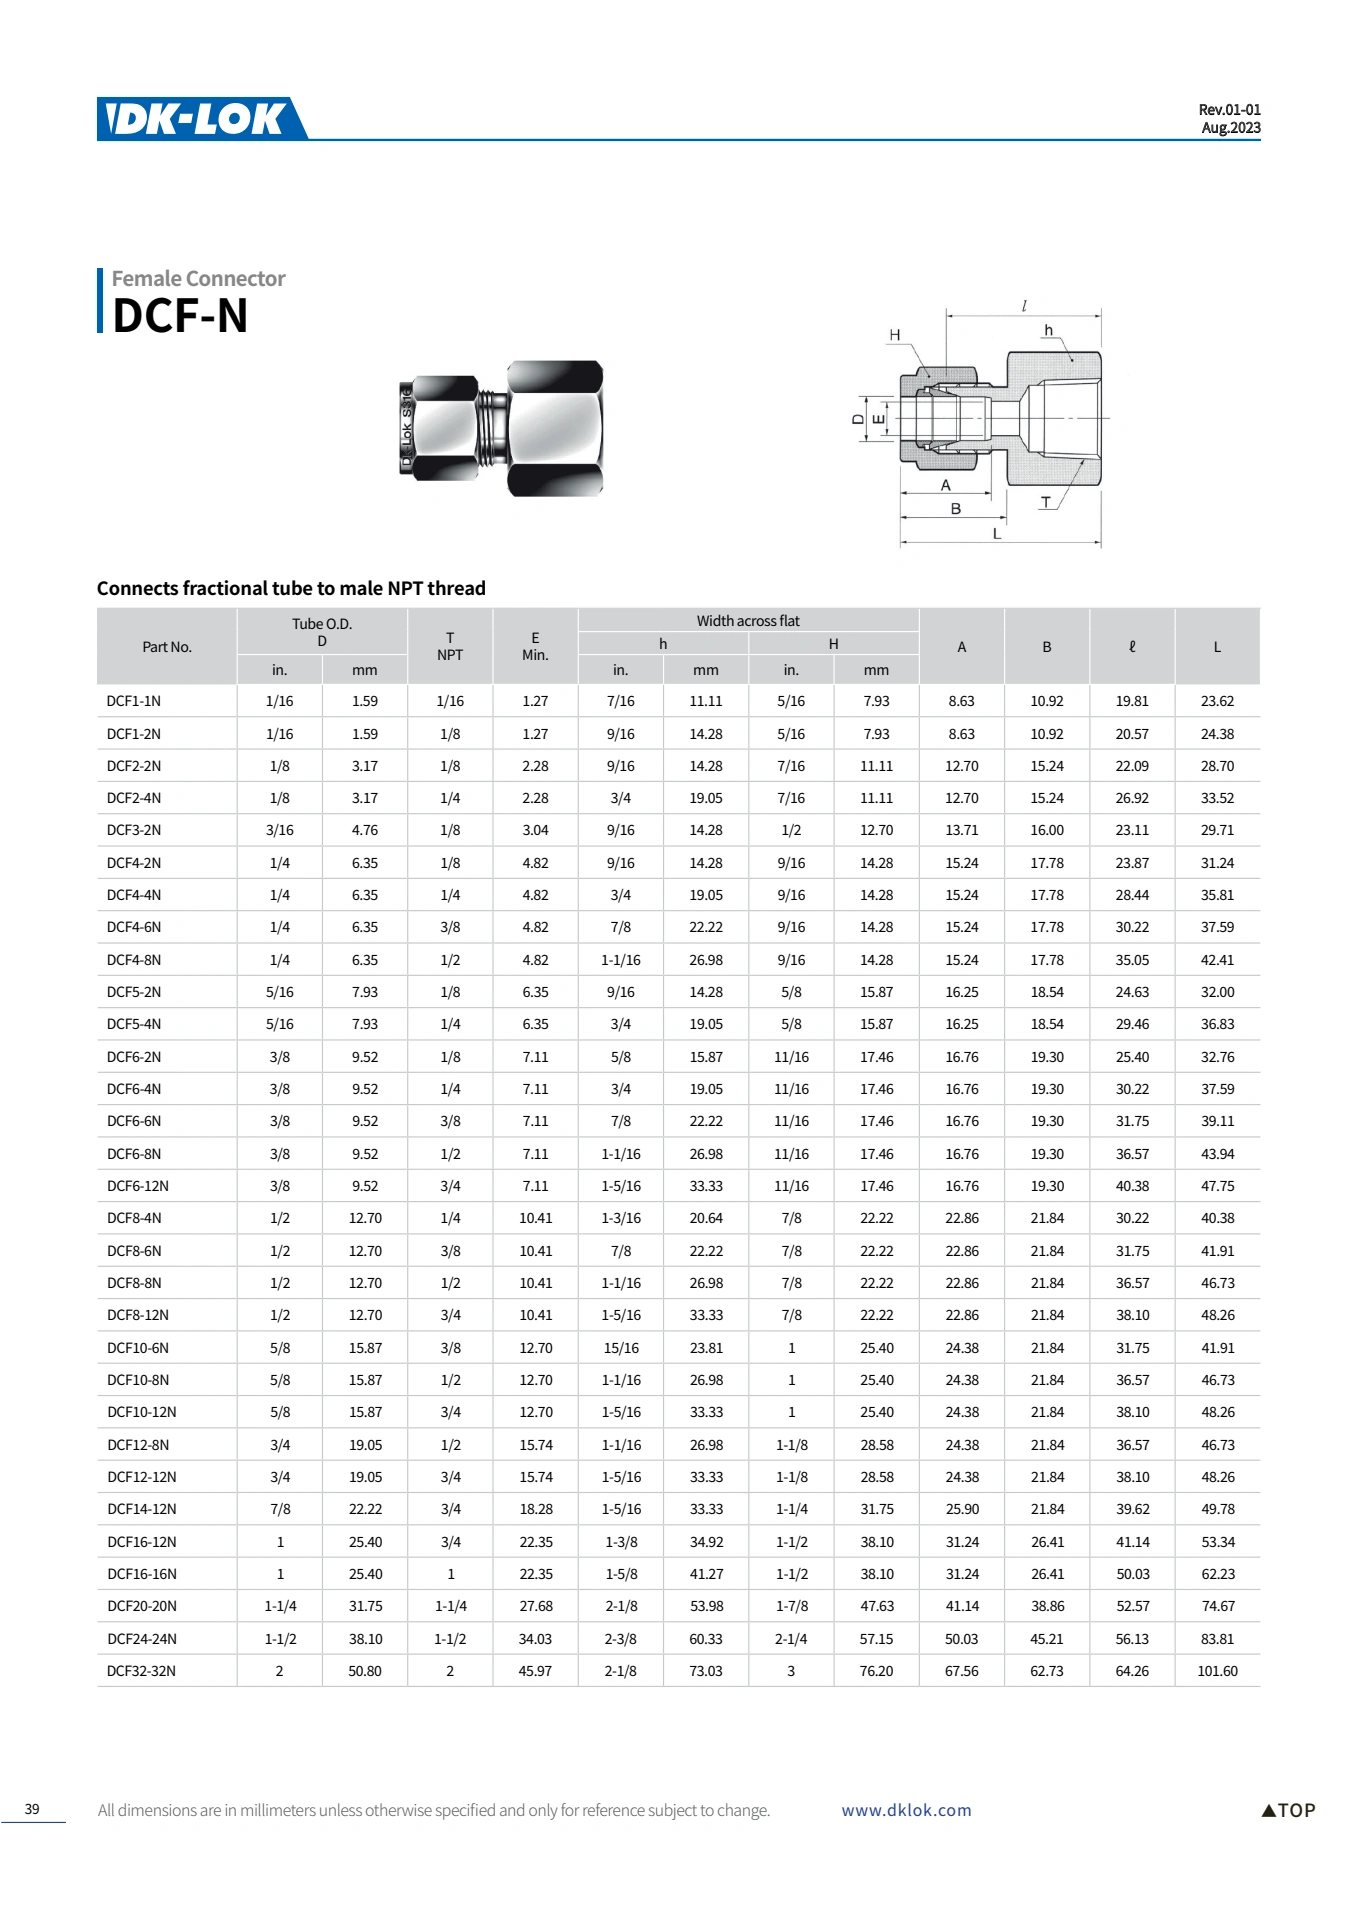 DK-LOK
Rev.01-01
Aug.2023
Female Connector
DCF-N
DK-Lok S316
l
H
h
D
E
A
B
T
L
Connects fractional tube to male NPT thread
Part No. Tube O.D. D T NPT E Min. Width across flat A B ℓ L
h H
in. mm in. mm in. mm
DCF1-1N 1/16 1.59 1/16 1.27 7/16 11.11 5/16 7.93 8.63 10.92 19.81 23.62
DCF1-2N 1/16 1.59 1/8 1.27 9/16 14.28 5/16 7.93 8.63 10.92 20.57 24.38
DCF2-2N 1/8 3.17 1/8 2.28 9/16 14.28 7/16 11.11 12.70 15.24 22.09 28.70
DCF2-4N 1/8 3.17 1/4 2.28 3/4 19.05 7/16 11.11 12.70 15.24 26.92 33.52
DCF3-2N 3/16 4.76 1/8 3.04 9/16 14.28 1/2 12.70 13.71 16.00 23.11 29.71
DCF4-2N 1/4 6.35 1/8 4.82 9/16 14.28 9/16 14.28 15.24 17.78 23.87 31.24
DCF4-4N 1/4 6.35 1/4 4.82 3/4 19.05 9/16 14.28 15.24 17.78 28.44 35.81
DCF4-6N 1/4 6.35 3/8 4.82 7/8 22.22 9/16 14.28 15.24 17.78 30.22 37.59
DCF4-8N 1/4 6.35 1/2 4.82 1-1/16 26.98 9/16 14.28 15.24 17.78 35.05 42.41
DCF5-2N 5/16 7.93 1/8 6.35 9/16 14.28 5/8 15.87 16.25 18.54 24.63 32.00
DCF5-4N 5/16 7.93 1/4 6.35 3/4 19.05 5/8 15.87 16.25 18.54 29.46 36.83
DCF6-2N 3/8 9.52 1/8 7.11 5/8 15.87 11/16 17.46 16.76 19.30 25.40 32.76
DCF6-4N 3/8 9.52 1/4 7.11 3/4 19.05 11/16 17.46 16.76 19.30 30.22 37.59
DCF6-6N 3/8 9.52 3/8 7.11 7/8 22.22 11/16 17.46 16.76 19.30 31.75 39.11
DCF6-8N 3/8 9.52 1/2 7.11 1-1/16 26.98 11/16 17.46 16.76 19.30 36.57 43.94
DCF6-12N 3/8 9.52 3/4 7.11 1-5/16 33.33 11/16 17.46 16.76 19.30 40.38 47.75
DCF8-4N 1/2 12.70 1/4 10.41 1-3/16 20.64 7/8 22.22 22.86 21.84 30.22 40.38
DCF8-6N 1/2 12.70 3/8 10.41 7/8 22.22 7/8 22.22 22.86 21.84 31.75 41.91
DCF8-8N 1/2 12.70 1/2 10.41 1-1/16 26.98 7/8 22.22 22.86 21.84 36.57 46.73
DCF8-12N 1/2 12.70 3/4 10.41 1-5/16 33.33 7/8 22.22 22.86 21.84 38.10 48.26
DCF10-6N 5/8 15.87 3/8 12.70 15/16 23.81 1 25.40 24.38 21.84 31.75 41.91
DCF10-8N 5/8 15.87 1/2 12.70 1-1/16 26.98 1 25.40 24.38 21.84 36.57 46.73
DCF10-12N 5/8 15.87 3/4 12.70 1-5/16 33.33 1 25.40 24.38 21.84 38.10 48.26
DCF12-8N 3/4 19.05 1/2 15.74 1-1/16 26.98 1-1/8 28.58 24.38 21.84 36.57 46.73
DCF12-12N 3/4 19.05 3/4 15.74 1-5/16 33.33 1-1/8 28.58 24.38 21.84 38.10 48.26
DCF14-12N 7/8 22.22 3/4 18.28 1-5/16 33.33 1-1/4 31.75 25.90 21.84 39.62 49.78
DCF16-12N 1 25.40 3/4 22.35 1-3/8 34.92 1-1/2 38.10 31.24 26.41 41.14 53.34
DCF16-16N 1 25.40 1 22.35 1-5/8 41.27 1-1/2 38.10 31.24 26.41 50.03 62.23
DCF20-20N 1-1/4 31.75 1-1/4 27.68 2-1/8 53.98 1-7/8 47.63 41.14 38.86 52.57 74.67
DCF24-24N 1-1/2 38.10 1-1/2 34.03 2-3/8 60.33 2-1/4 57.15 50.03 45.21 56.13 83.81
DCF32-32N 2 50.80 2 45.97 2-1/8 73.03 3 76.20 67.56 62.73 64.26 101.60
39 All dimensions are in millimeters unless otherwise specified and only for reference subject to change. www.dklok.com ▲TOP